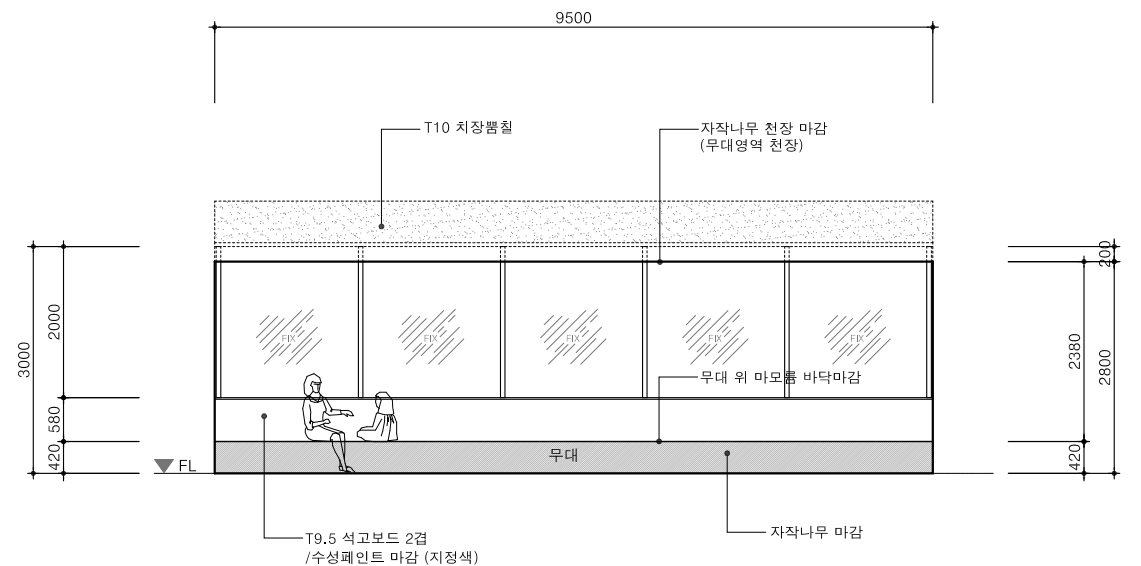 9500
T10 치장뿜칠
자작나무 천장 마감
(무대영역 천장)
200
3000
2000
580
420
2380
2800
420
FIX
FIX
FIX
FIX
FIX
무대 위 마모륨 바닥마감
무대
FL
T9.5 석고보드 2겹
/수성페인트 마감 (지정색)
자작나무 마감